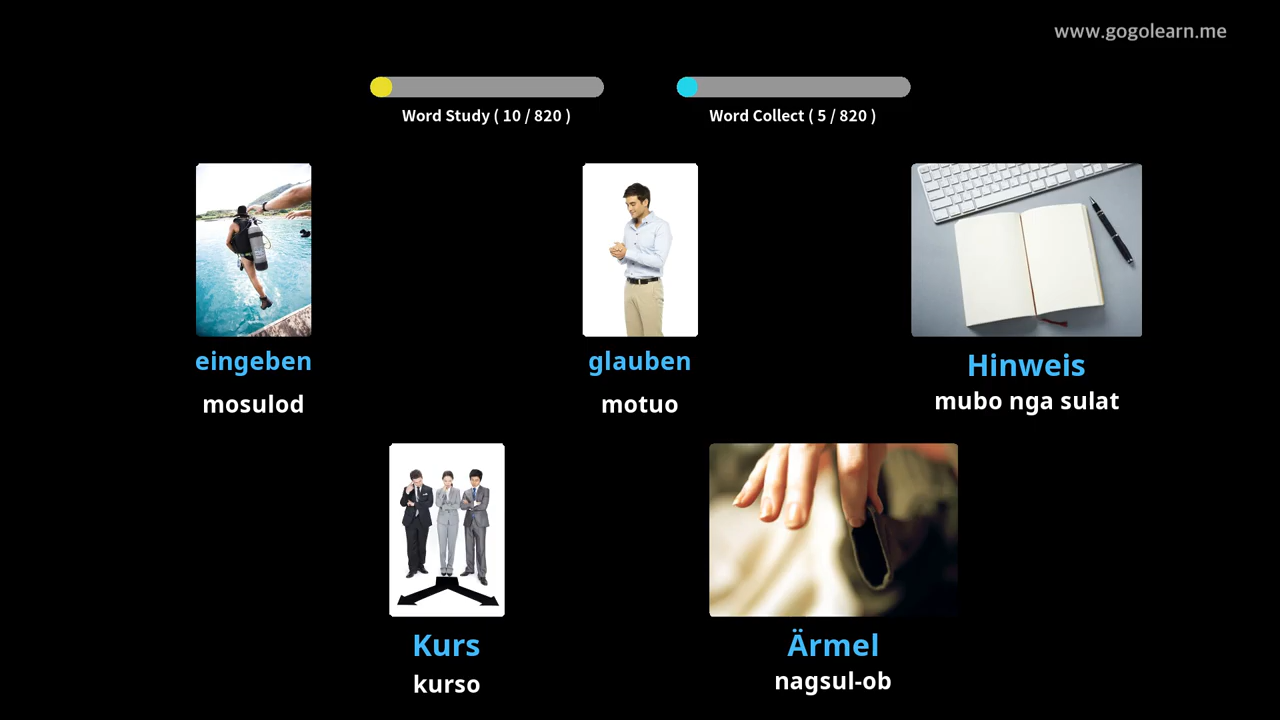 www.gogolearn.me
Word Study ( 10 / 820 )
Word Collect ( 5 / 820 )
eingeben
mosulod
glauben
motuo
Hinweis
mubo nga sulat
Kurs
kurso
Ärmel
nagsul-ob